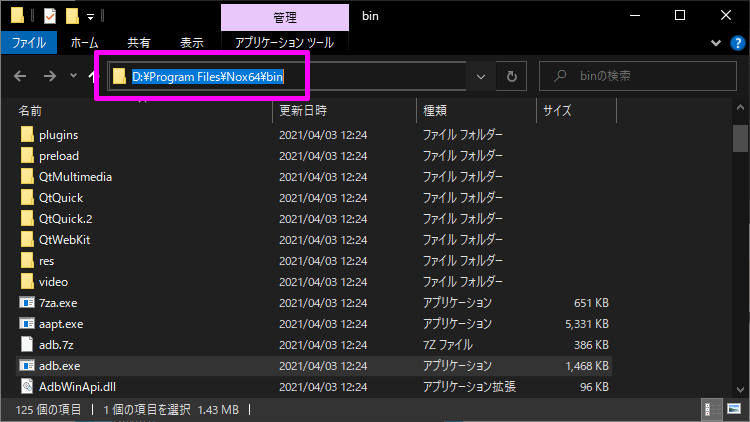 管理 bin
ファイル ホーム 共有 表示 アプリケーション ツール
D:¥Program Files¥Nox64¥bin binの検索
名前 更新日時 種類 サイズ
plugins 2021/04/03 12:24 ファイル フォルダー
preload 2021/04/03 12:24 ファイル フォルダー
QtMultimedia 2021/04/03 12:24 ファイル フォルダー
QtQuick 2021/04/03 12:24 ファイル フォルダー
QtQuick.2 2021/04/03 12:24 ファイル フォルダー
QtWebKit 2021/04/03 12:24 ファイル フォルダー
res 2021/04/03 12:24 ファイル フォルダー
video 2021/04/03 12:24 ファイル フォルダー
7za.exe 2021/04/03 12:24 アプリケーション 651 KB
aapt.exe 2021/04/03 12:24 アプリケーション 5,331 KB
adb.7z 2021/04/03 12:24 7Z ファイル 386 KB
adb.exe 2021/04/03 12:24 アプリケーション 1,468 KB
AdbWinApi.dll 2021/04/03 12:24 アプリケーション拡張 96 KB
125 個の項目 1 個の項目を選択 1.43 MB